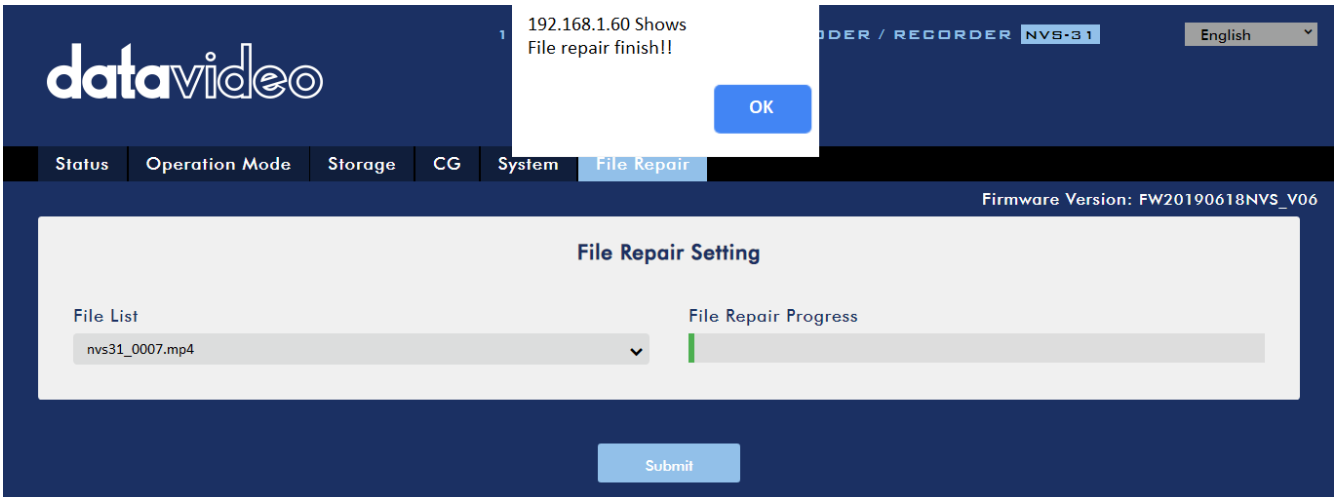 192.168.1.60 Shows
File repair finish!!
OK
datavideo
1
DER / RECORDER NVS-31
English
Status Operation Mode Storage CG System File Repair
Firmware Version: FW20190618NVS_V06
File Repair Setting
File List
File Repair Progress
nvs31_0007.mp4
Submit